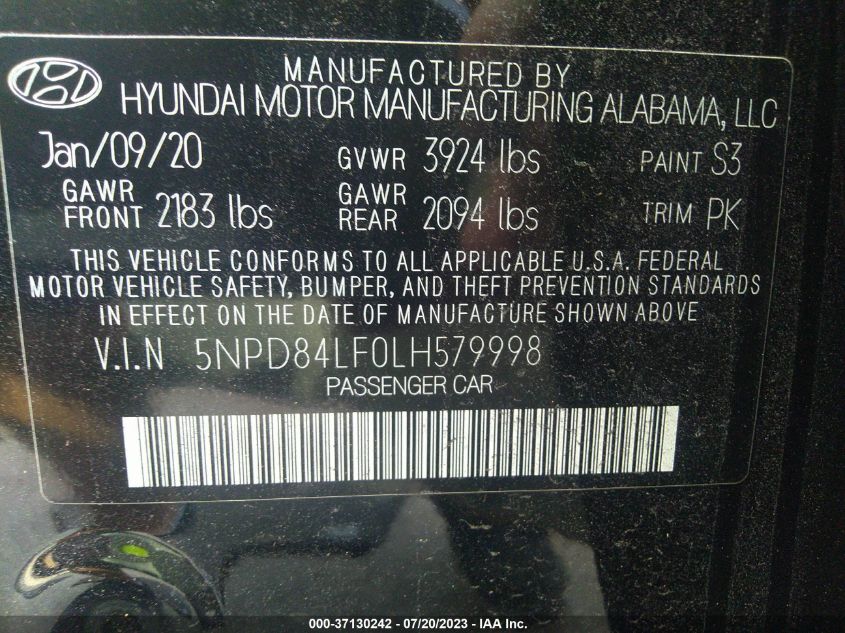 MANUFACTURED BY
HYUNDAI MOTOR MANUFACTURING ALABAMA, LLC
Jan/09/20 GVWR 3924 lbs PAINT S3
GAWR FRONT 2183 lbs GAWR REAR 2094 lbs TRIM PK
THIS VEHICLE CONFORMS TO ALL APPLICABLE U.S.A. FEDERAL
MOTOR VEHICLE SAFETY, BUMPER, AND THEFT PREVENTION STANDARDS
IN EFFECT ON THE DATE OF MANUFACTURE SHOWN ABOVE
V.I.N 5NPD84LF0LH579998
PASSENGER CAR
000-37130242 - 07/20/2023 - IAA Inc.